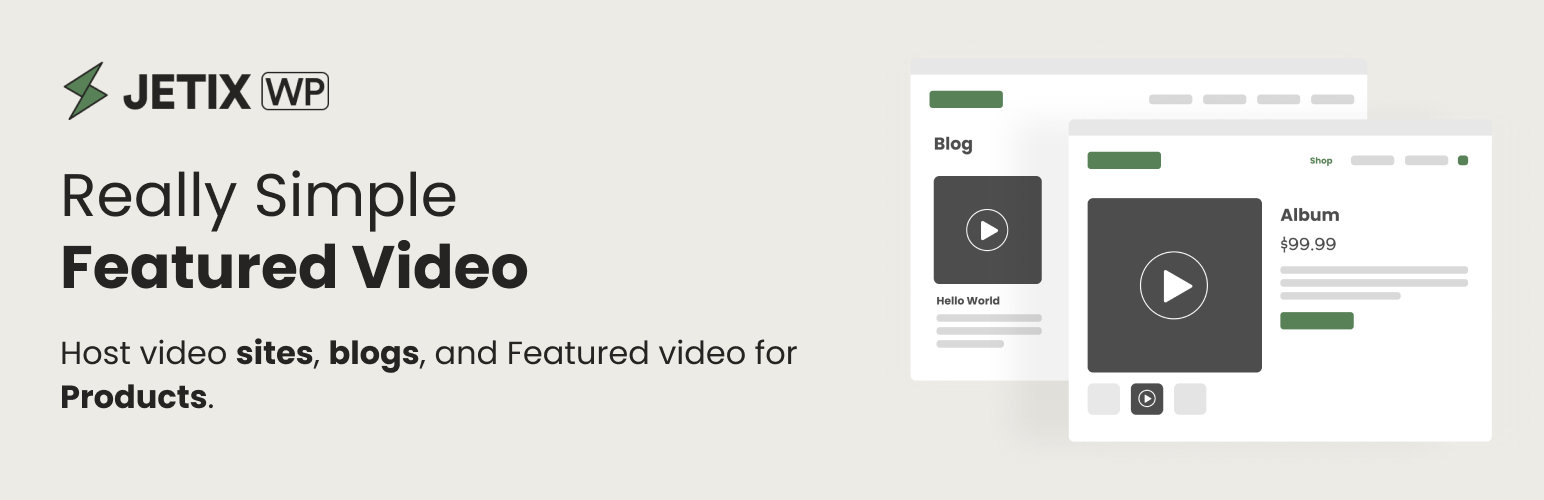 JETIX WP
Really Simple
Featured Video
Host video sites, blogs, and Featured video for
Products.
Blog
Hello World
Shop
Album
$99.99